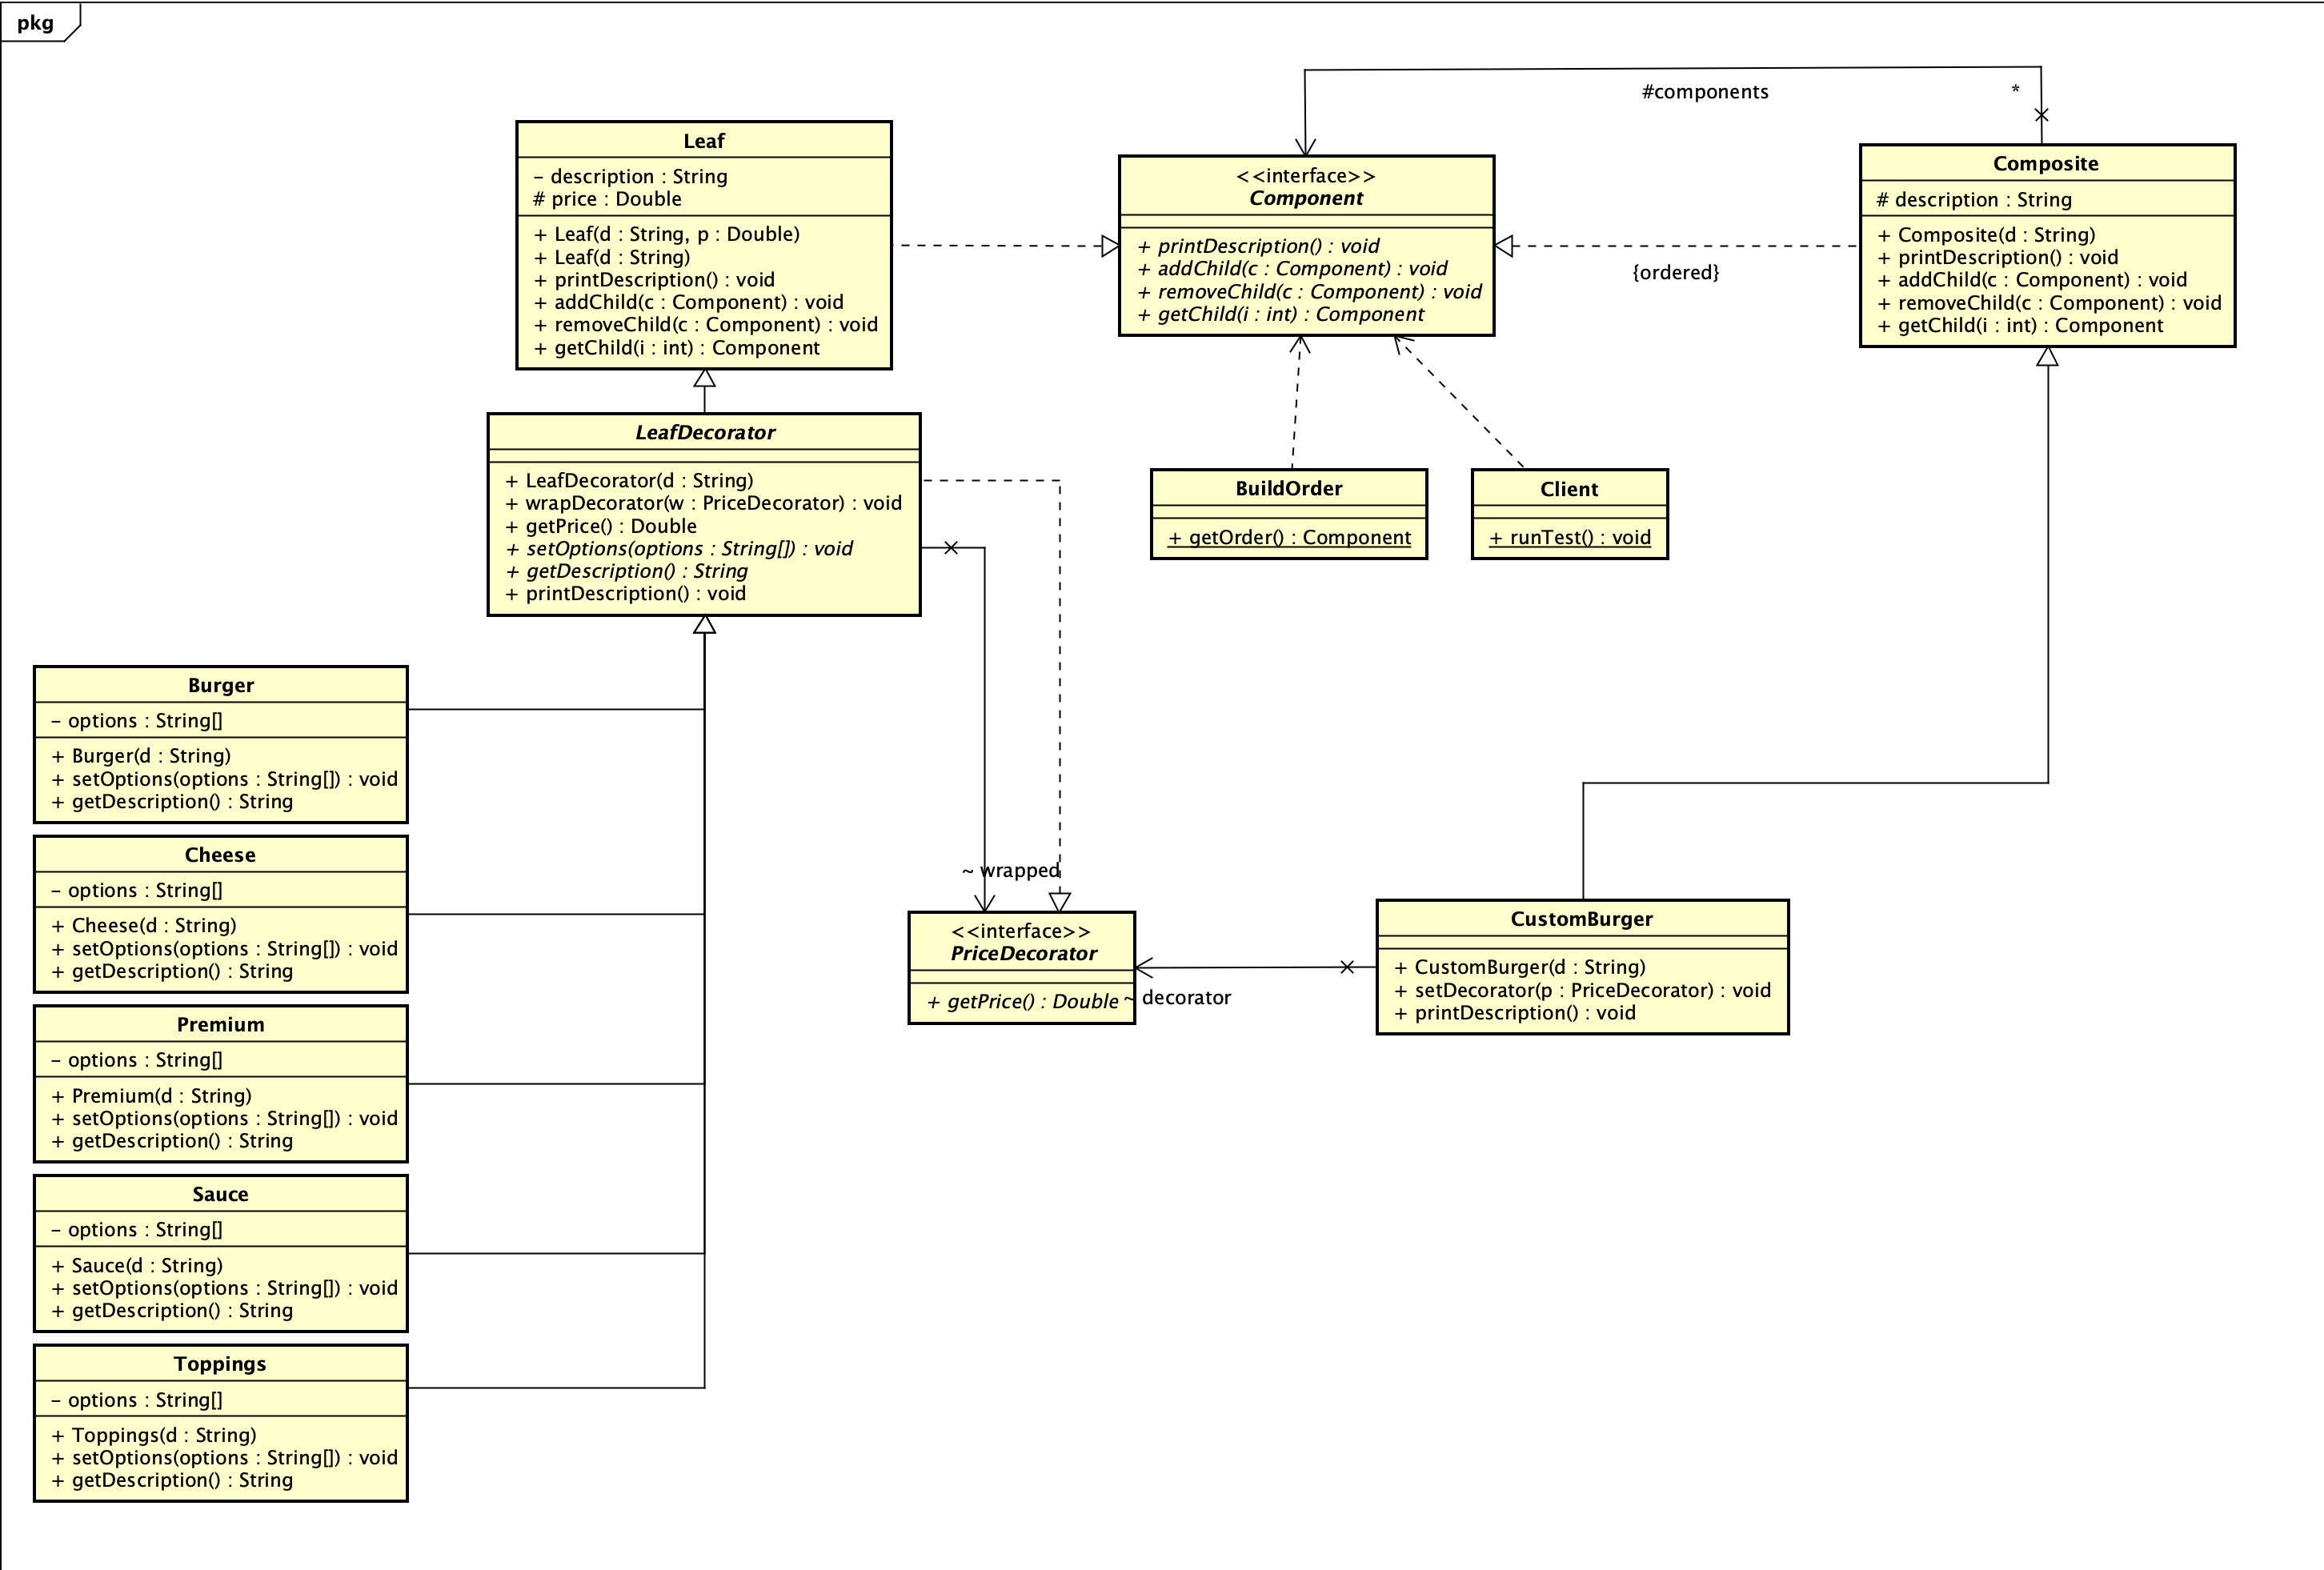 pkg
#components
*
Leaf
– description : String
# price : Double
+ Leaf(d : String, p : Double)
+ Leaf(d : String)
+ printDescription() : void
+ addChild(c : Component) : void
+ removeChild(c : Component) : void
+ getChild(i : int) : Component
<<interface>>
Component
+ printDescription() : void
+ addChild(c : Component) : void
+ removeChild(c : Component) : void
+ getChild(i : int) : Component
{ordered}
Composite
# description : String
+ Composite(d : String)
+ printDescription() : void
+ addChild(c : Component) : void
+ removeChild(c : Component) : void
+ getChild(i : int) : Component
LeafDecorator
+ LeafDecorator(d : String)
+ wrapDecorator(w : PriceDecorator) : void
+ getPrice() : Double
+ setOptions(options : String[]) : void
+ getDescription() : String
+ printDescription() : void
BuildOrder
+ getOrder() : Component
Client
+ runTest() : void
Burger
– options : String[]
+ Burger(d : String)
+ setOptions(options : String[]) : void
+ getDescription() : String
Cheese
– options : String[]
+ Cheese(d : String)
+ setOptions(options : String[]) : void
+ getDescription() : String
~ wrapped
<<interface>>
PriceDecorator
+ getPrice() : Double
~ decorator
CustomBurger
+ CustomBurger(d : String)
+ setDecorator(p : PriceDecorator) : void
+ printDescription() : void
Premium
– options : String[]
+ Premium(d : String)
+ setOptions(options : String[]) : void
+ getDescription() : String
Sauce
– options : String[]
+ Sauce(d : String)
+ setOptions(options : String[]) : void
+ getDescription() : String
Toppings
– options : String[]
+ Toppings(d : String)
+ setOptions(options : String[]) : void
+ getDescription() : String